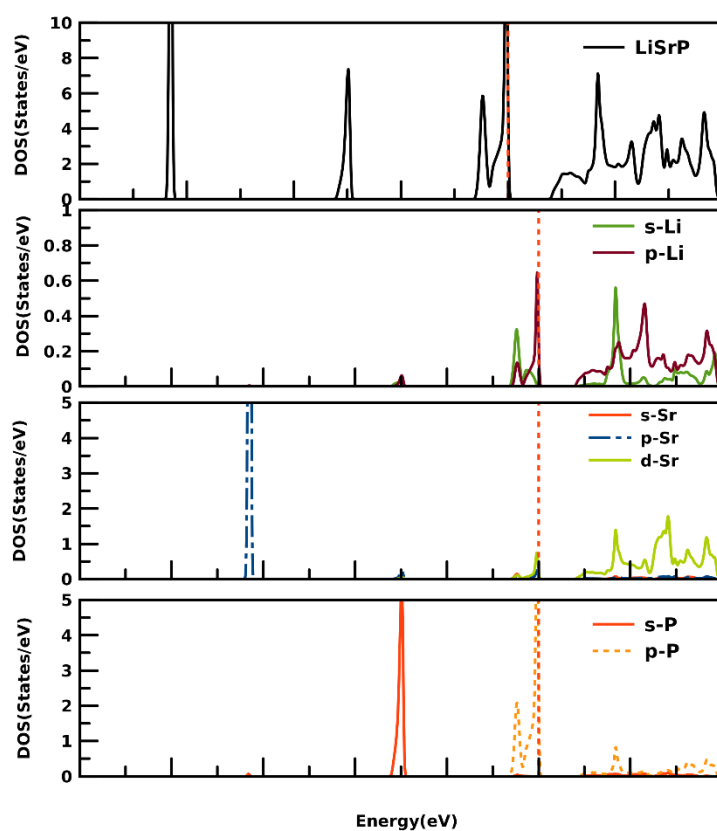 DOS(States/eV)
10
8
6
4
2
0
LiSrP
DOS(States/eV)
1
0.8
0.6
0.4
0.2
0
s-Li
p-Li
DOS(States/eV)
5
4
3
2
1
0
s-Sr
p-Sr
d-Sr
DOS(States/eV)
5
4
3
2
1
0
s-P
p-P
Energy(eV)